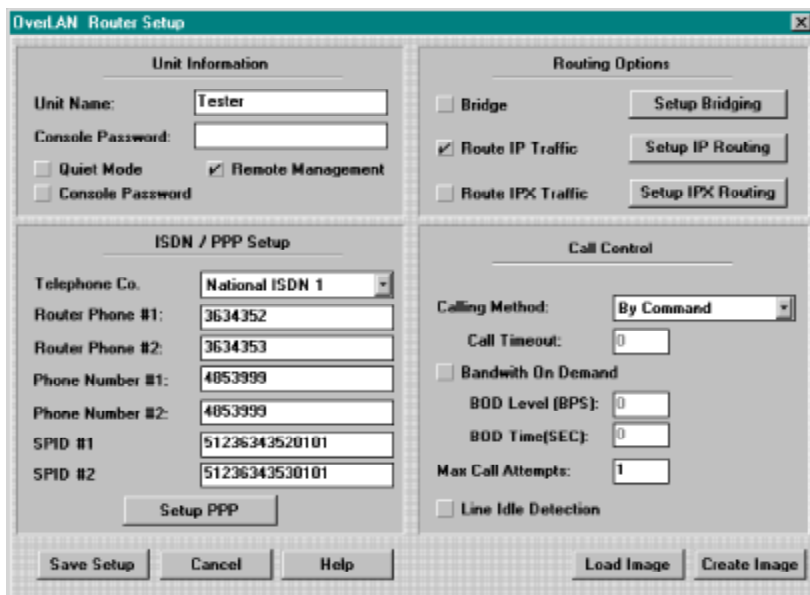 OverLAN Router Setup
Unit Information
Unit Name: Tester
Console Password:
Quiet Mode Remote Management
Console Password
Routing Options
Bridge Setup Bridging
Route IP Traffic Setup IP Routing
Route IPX Traffic Setup IPX Routing
ISDN / PPP Setup
Telephone Co. National ISDN 1
Router Phone #1: 3634352
Router Phone #2: 3634353
Phone Number #1: 4853999
Phone Number #2: 4853999
SPID #1 51236343520101
SPID #2 51236343530101
Setup PPP
Call Control
Calling Method: By Command
Call Timeout: 0
Bandwith On Demand
BOD Level (BPS): 0
BOD Time(SEC): 0
Max Call Attempts: 1
Line Idle Detection
Save Setup Cancel Help Load Image Create Image